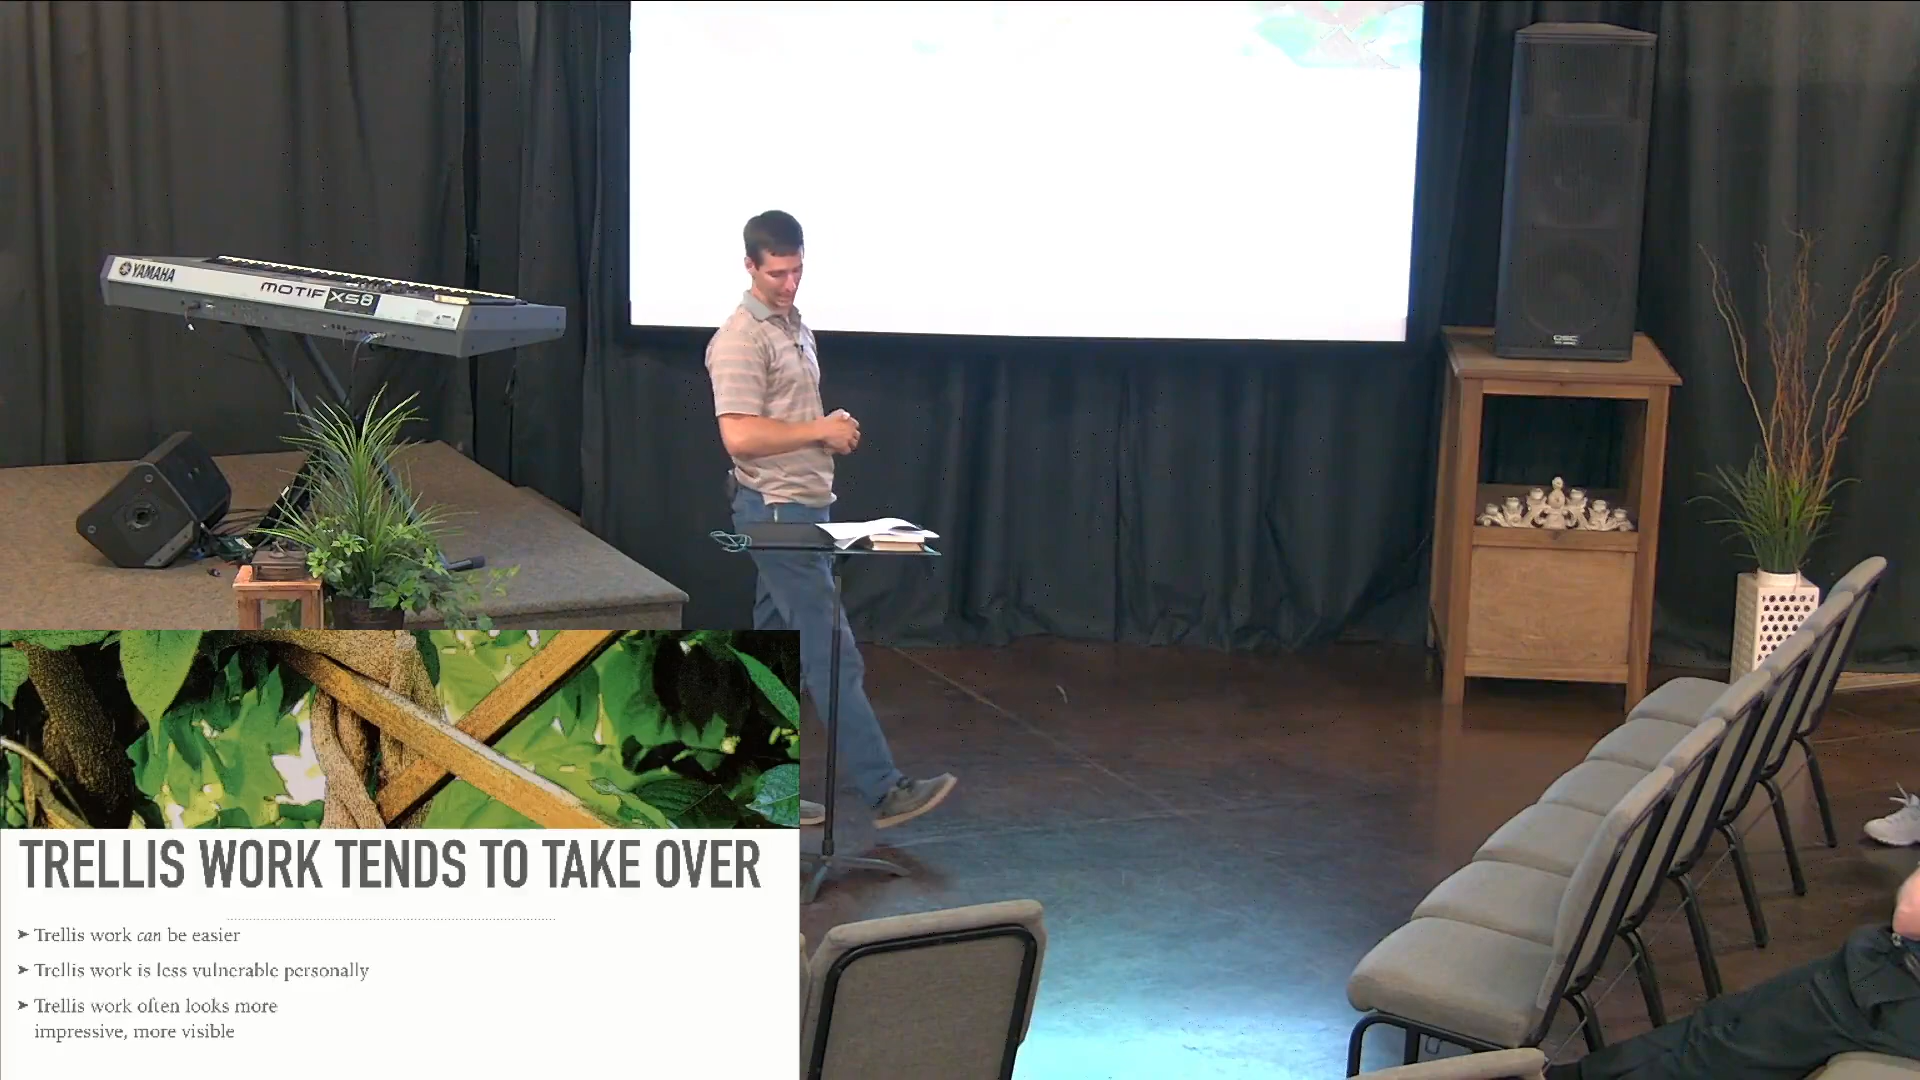 YAMAHA
MOTIF XS8
QSC
TRELLIS WORK TENDS TO TAKE OVER
➤ Trellis work can be easier
➤ Trellis work is less vulnerable personally
➤ Trellis work often looks more
impressive, more visible